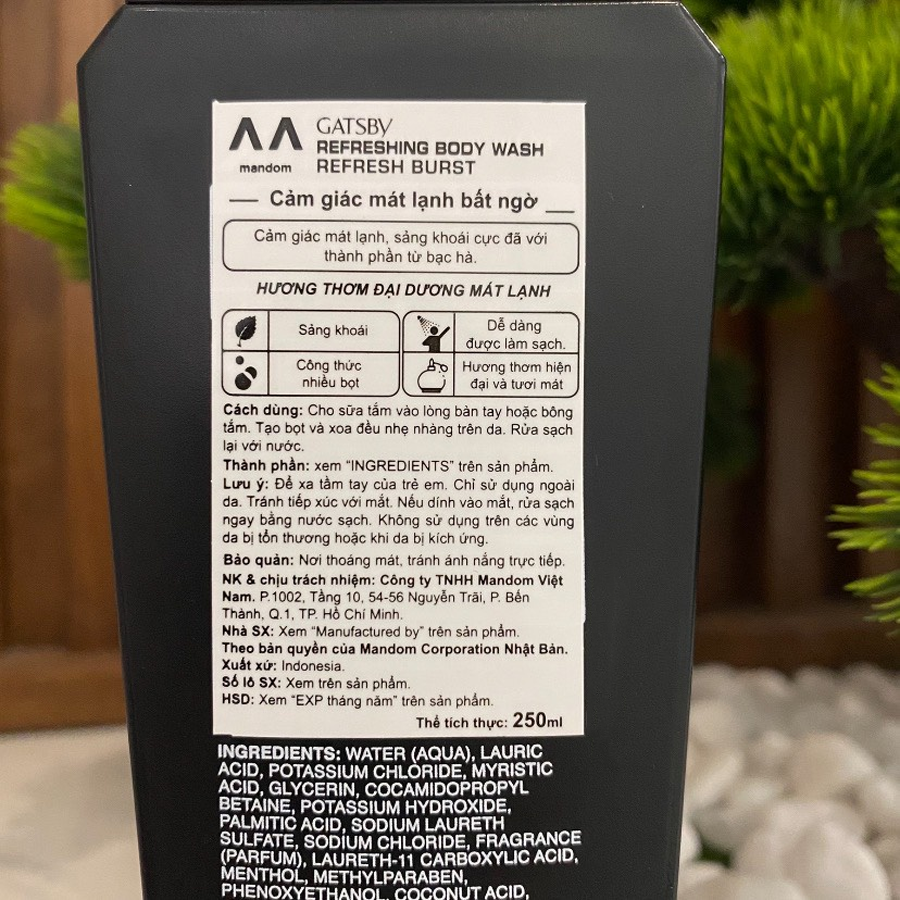 mandom
GATSBY
REFRESHING BODY WASH
REFRESH BURST
Cảm giác mát lạnh bất ngờ
Cảm giác mát lạnh, sảng khoái cực đã với
thành phần từ bạc hà.
HƯƠNG THƠM ĐẠI DƯƠNG MÁT LẠNH
Sảng khoái
Dễ dàng
được làm sạch.
Công thức
nhiều bọt
Hương thơm hiện
đại và tươi mát
Cách dùng: Cho sữa tắm vào lòng bàn tay hoặc bông
tắm. Tạo bọt và xoa đều nhẹ nhàng trên da. Rửa sạch
lại với nước.
Thành phần: xem “INGREDIENTS” trên sản phẩm.
Lưu ý: Để xa tầm tay của trẻ em. Chỉ sử dụng ngoài
da. Tránh tiếp xúc với mắt. Nếu dính vào mắt, rửa sạch
ngay bằng nước sạch. Không sử dụng trên các vùng
da bị tổn thương hoặc khi da bị kích ứng.
Bảo quản: Nơi thoáng mát, tránh ánh nắng trực tiếp.
NK & chịu trách nhiệm: Công ty TNHH Mandom Việt
Nam. P.1002, Tầng 10, 54-56 Nguyễn Trãi, P. Bến
Thành, Q.1, TP. Hồ Chí Minh.
Nhà SX: Xem “Manufactured by” trên sản phẩm.
Theo bản quyền của Mandom Corporation Nhật Bản.
Xuất xứ: Indonesia.
Số lô SX: Xem trên sản phẩm.
HSD: Xem “EXP tháng năm” trên sản phẩm.
Thể tích thực: 250ml
INGREDIENTS: WATER (AQUA), LAURIC
ACID, POTASSIUM CHLORIDE, MYRISTIC
ACID, GLYCERIN, COCAMIDOPROPYL
BETAINE, POTASSIUM HYDROXIDE,
PALMITIC ACID, SODIUM LAURETH
SULFATE, SODIUM CHLORIDE, FRAGRANCE
(PARFUM), LAURETH-11 CARBOXYLIC ACID,
MENTHOL, METHYLPARABEN,
PHENOXYETHANOL, COCONUT ACID,